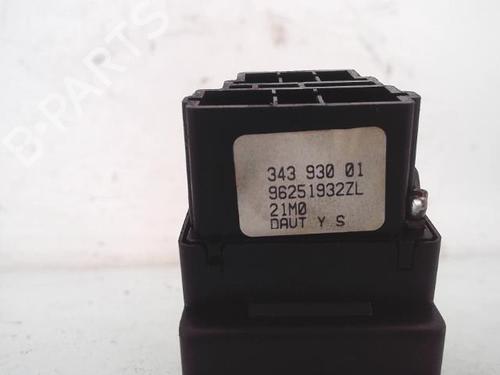 B-PARTS
343 930 01
96251932ZL
21M0
DAUT Y S